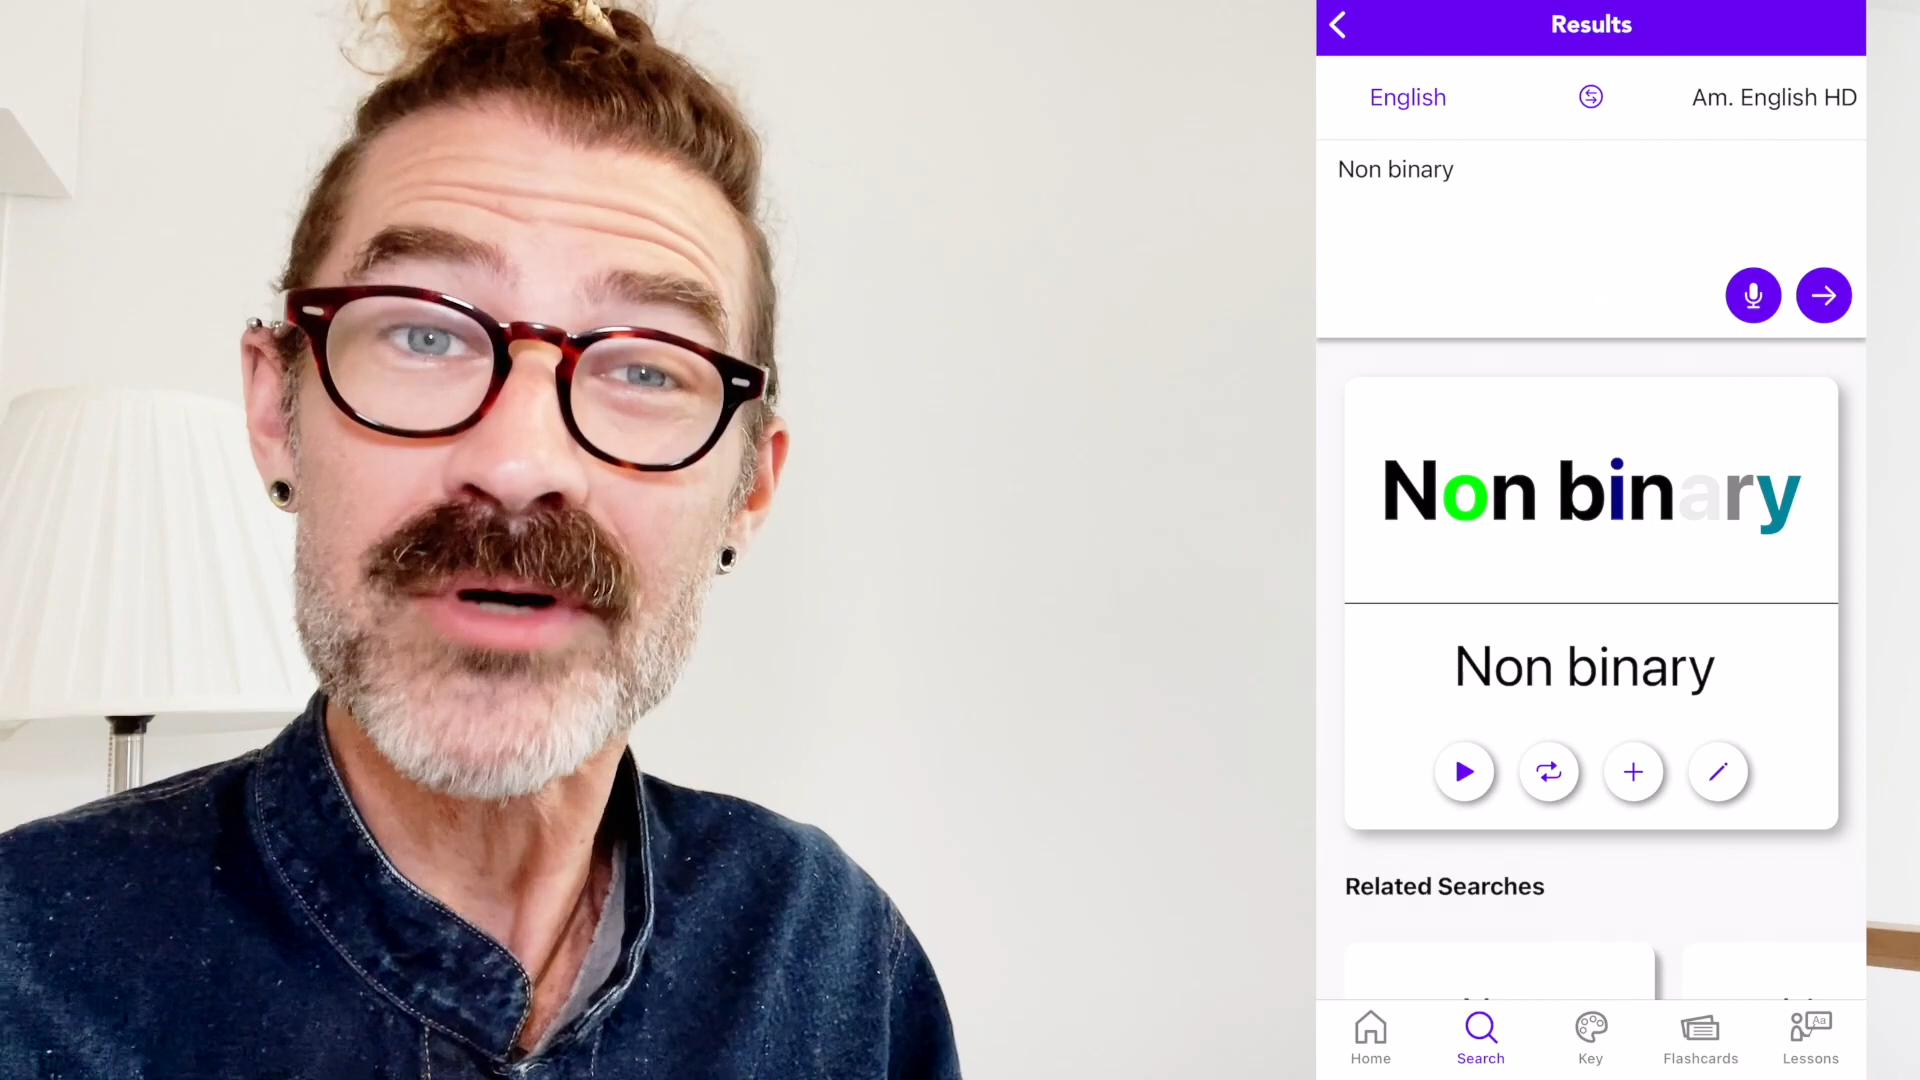 Results
English
Am. English HD
Non binary
Non binary
Non binary
Related Searches
Home
Search
Key
Flashcards
Lessons